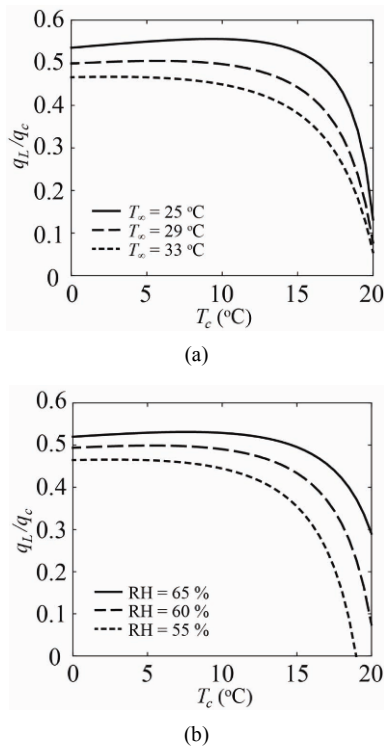 0.6
0.5
0.4
0.3
0.2
0.1
0
q_L/q_c
T∞ = 25 °C
T∞ = 29 °C
T∞ = 33 °C
0 5 10 15 20
T_c (°C)
(a)
0.6
0.5
0.4
0.3
0.2
0.1
0
q_L/q_c
RH = 65 %
RH = 60 %
RH = 55 %
0 5 10 15 20
T_c (°C)
(b)